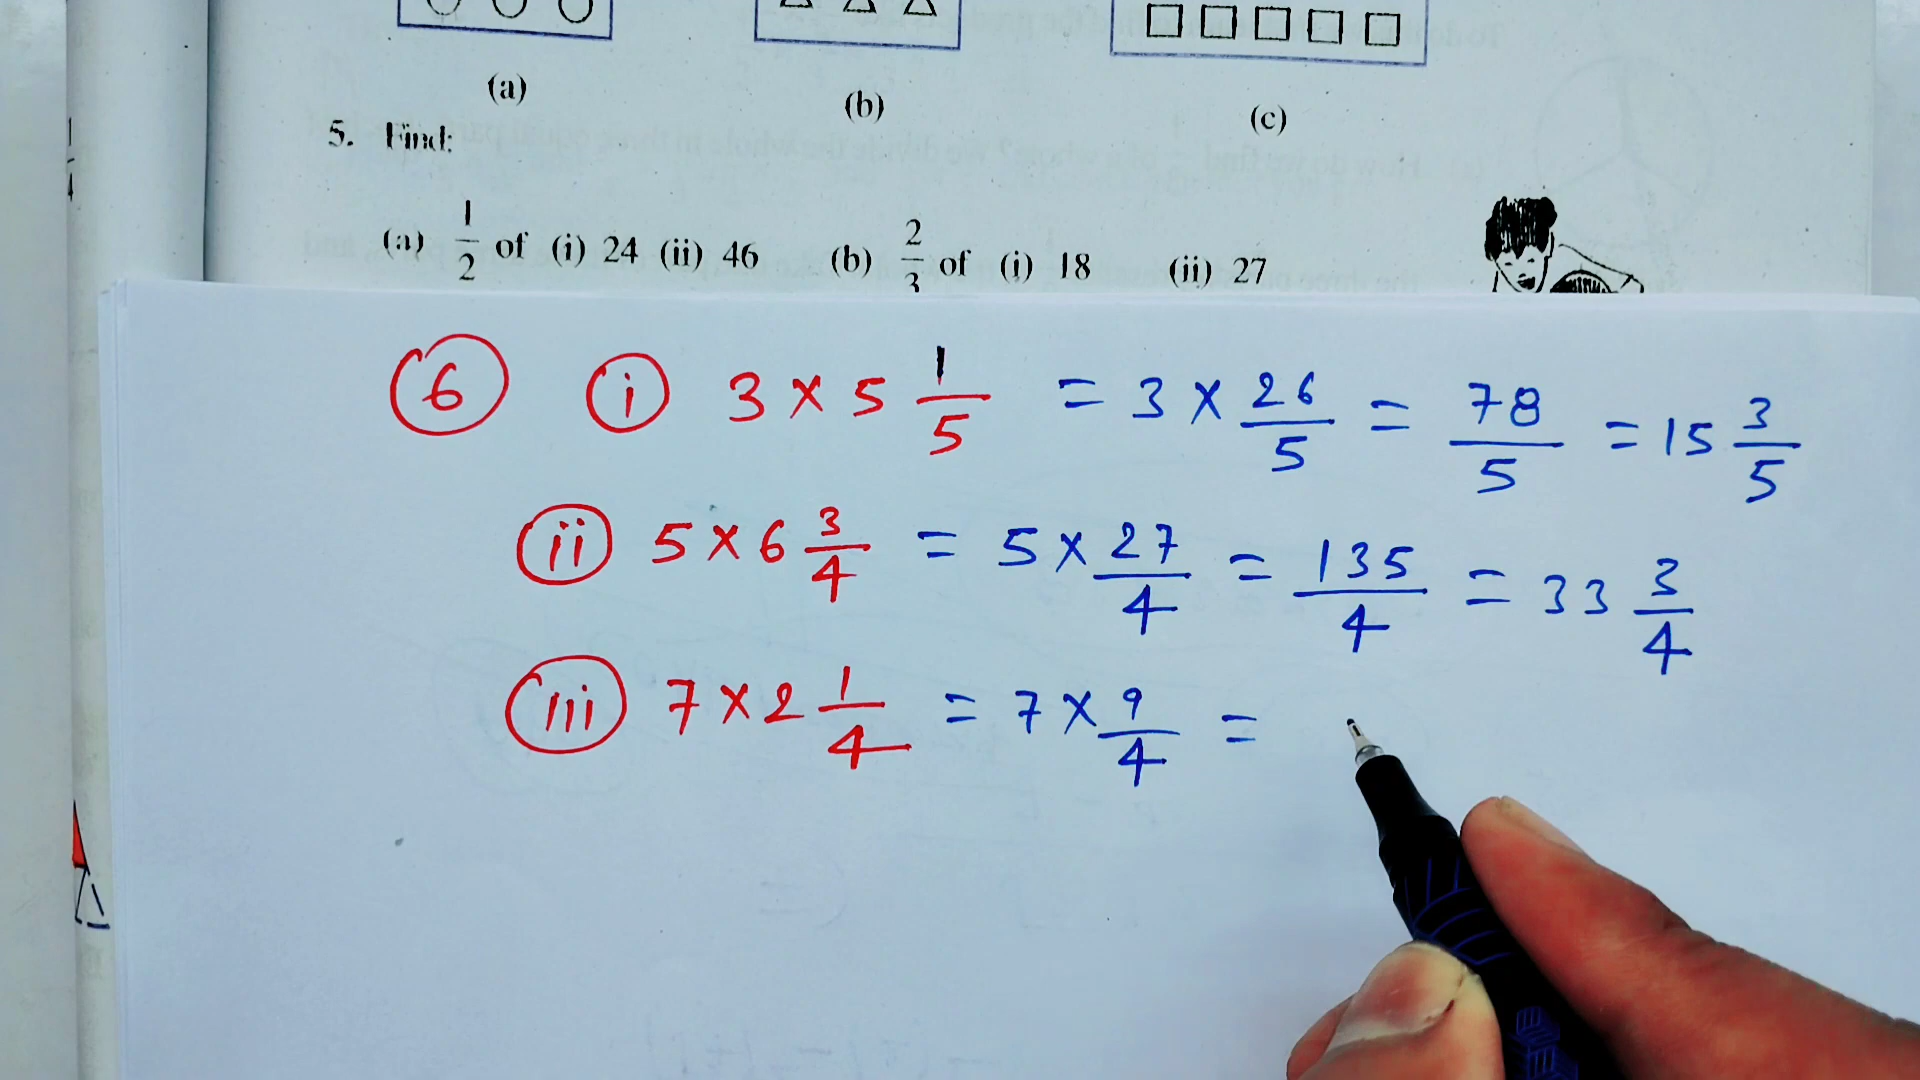 (a)
(b)
(c)
5. Find:
(a) 1/2 of (i) 24 (ii) 46 (b) 2/3 of (i) 18 (ii) 27
6 i 3 × 5 1/5 = 3 × 26/5 = 78/5 = 15 3/5
ii 5 × 6 3/4 = 5 × 27/4 = 135/4 = 33 3/4
iii 7 × 2 1/4 = 7 × 9/4 =